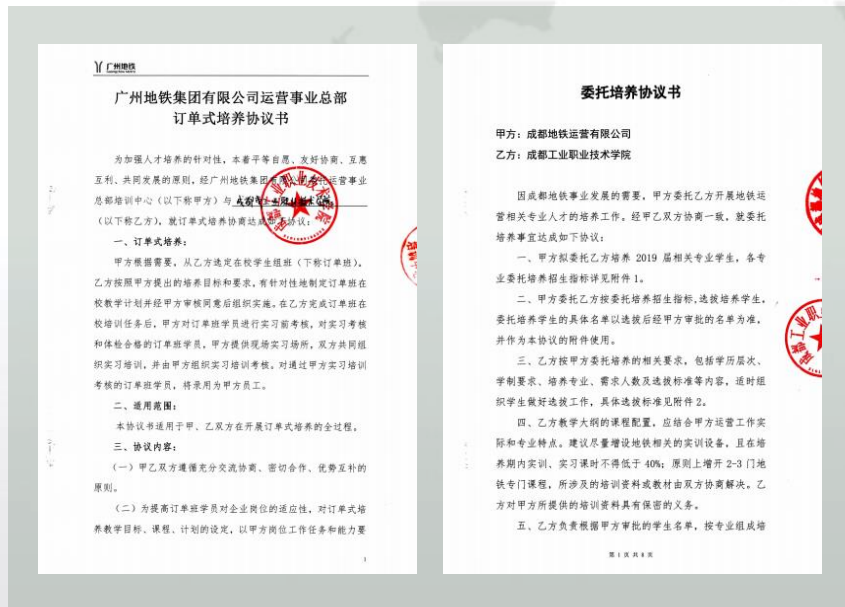 广州地铁
广州地铁集团有限公司运营事业总部
订单式培养协议书
为加强人才培养的针对性，本着平等自愿、友好协商、互惠
互利、共同发展的原则，经广州地铁集团有限公司运营事业
总部培训中心（以下称甲方）与
（以下称乙方），就订单式培养协商达成如下协议：
一、订单式培养：
甲方根据需要，从乙方选定在校学生组班（下称订单班）。
乙方按照甲方提出的培养目标和要求，有针对性地制定订单班在
校教学计划并经甲方审核同意后组织实施。在乙方完成订单班在
校培训任务后，甲方对订单班学员进行实习前考核，对实习考核
和体检合格的订单班学员，甲方提供现场实习场所，双方共同组
织实习培训，并由甲方组织实习培训考核。对通过甲方实习培训
考核的订单班学员，将录用为甲方员工。
二、适用范围：
本协议书适用于甲、乙双方在开展订单式培养的全过程。
三、协议内容：
（一）甲乙双方遵循充分交流协商、密切合作、优势互补的
原则。
（二）为提高订单班学员对企业岗位的适应性，对订单式培
养教学目标、课程、计划的设定，以甲方岗位工作任务和能力要
1
委托培养协议书
甲方：成都地铁运营有限公司
乙方：成都工业职业技术学院
因成都地铁事业发展的需要，甲方委托乙方开展地铁运
营相关专业人才的培养工作。经甲乙双方协商一致，就委托
培养事宜达成如下协议：
一、甲方拟委托乙方培养 2019 届相关专业学生，各专
业委托培养招生指标详见附件 1。
二、甲方委托乙方按委托培养招生指标，选拔培养学生，
委托培养学生的具体名单以选拔后经甲方审批的名单为准，
并作为本协议的附件使用。
三、乙方按甲方委托培养的相关要求，包括学历层次、
学制要求、培养专业、需求人数及选拔标准等内容，适时组
织学生做好选拔工作，具体选拔标准见附件 2。
四、乙方教学大纲的课程配置，应结合甲方运营工作实
际和专业特点。建议尽量增设地铁相关的实训设备，且在培
养期内实训、实习课时不得低于 40%；原则上增开 2-3 门地
铁专门课程，所涉及的培训资料或教材由双方协商解决。乙
方对甲方所提供的培训资料具有保密的义务。
五、乙方负责根据甲方审批的学生名单，按专业组成培
第 1 页 共 8 页